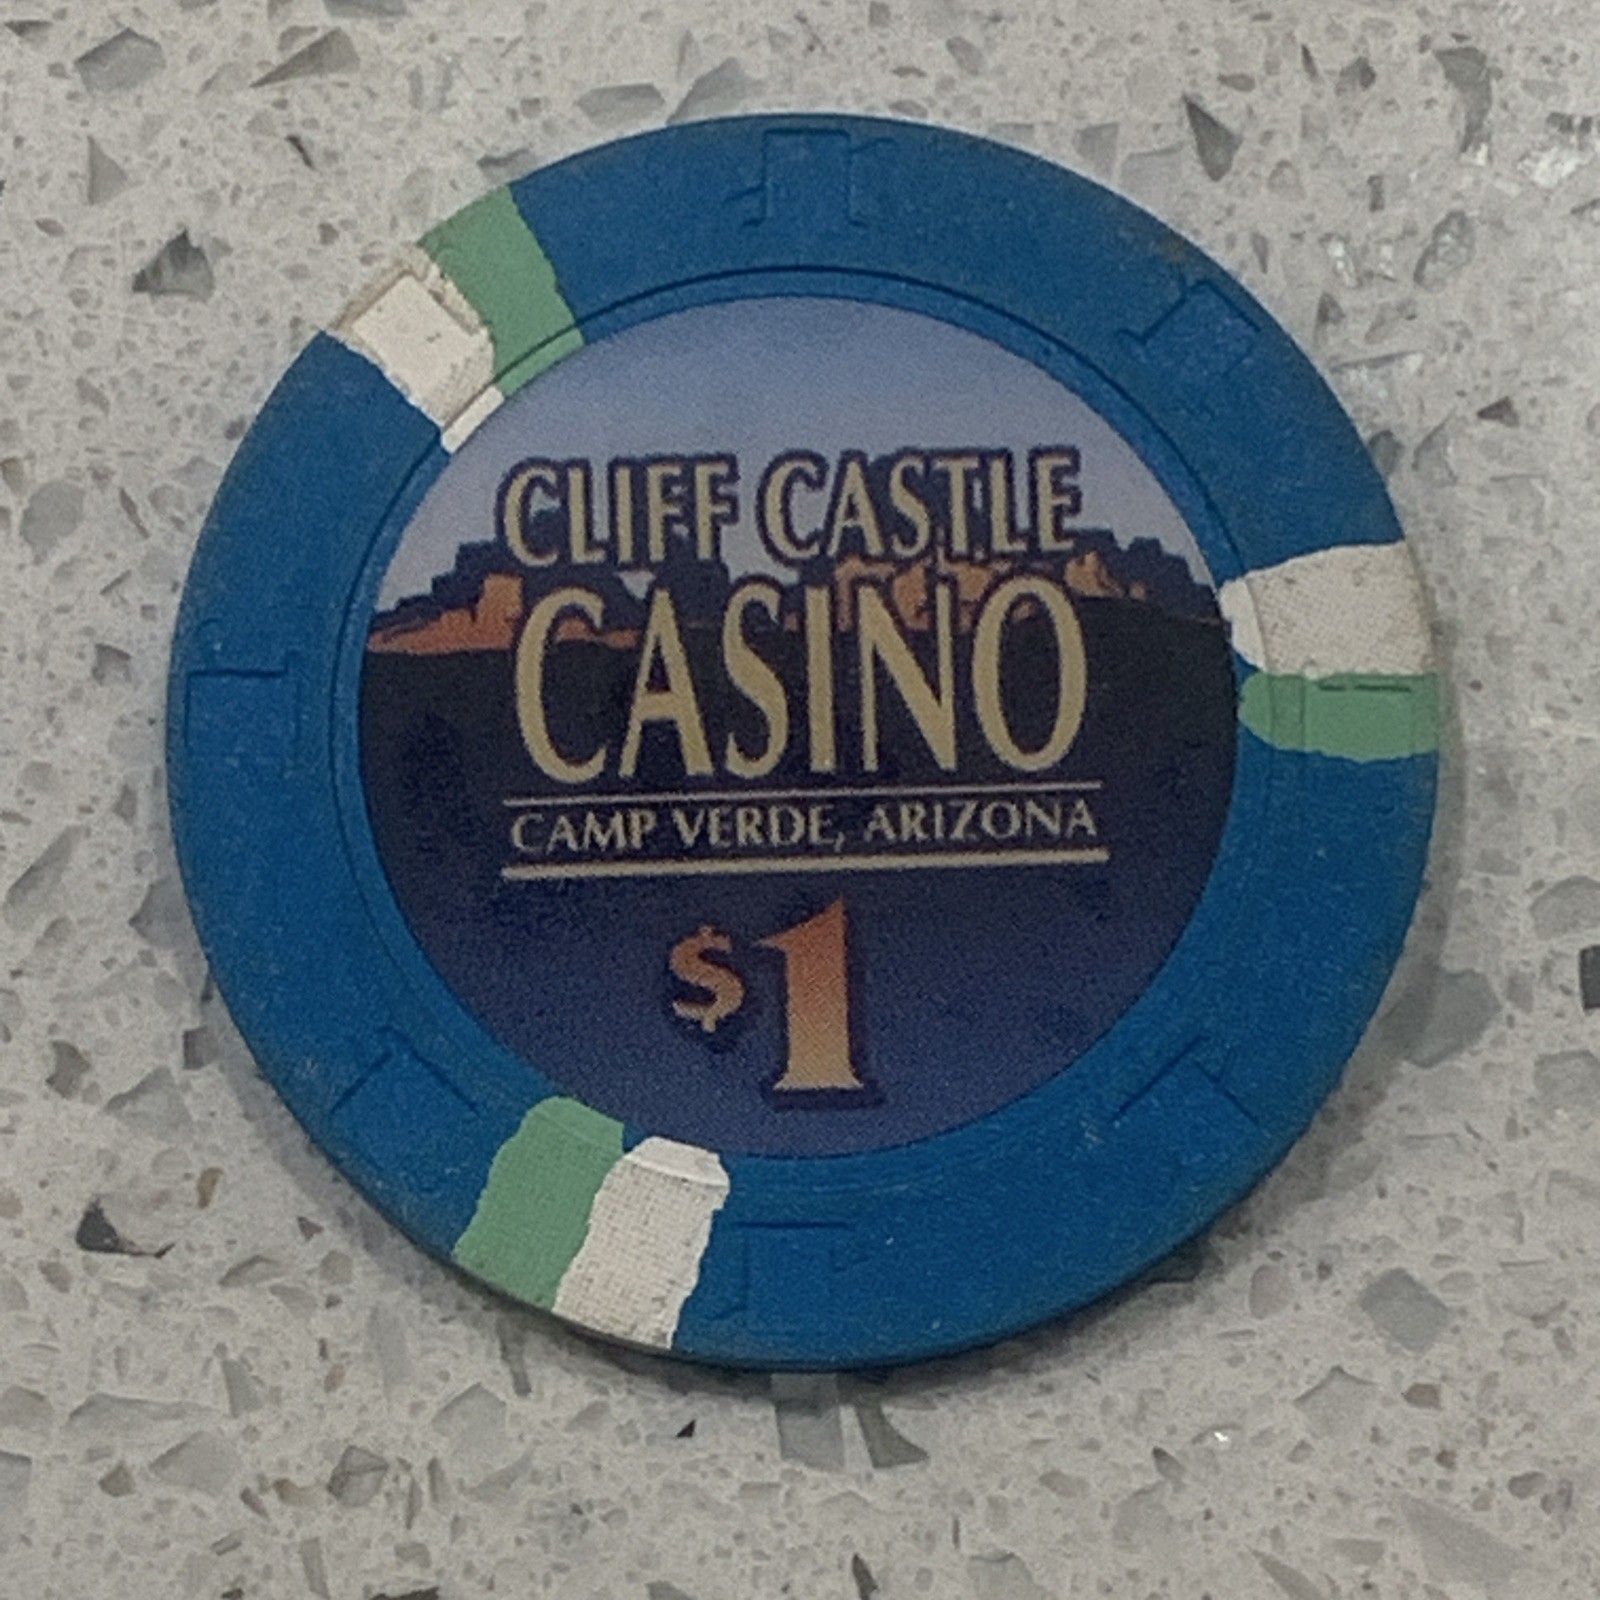 CLIFF CASTLE
CASINO
CAMP VERDE, ARIZONA
$1